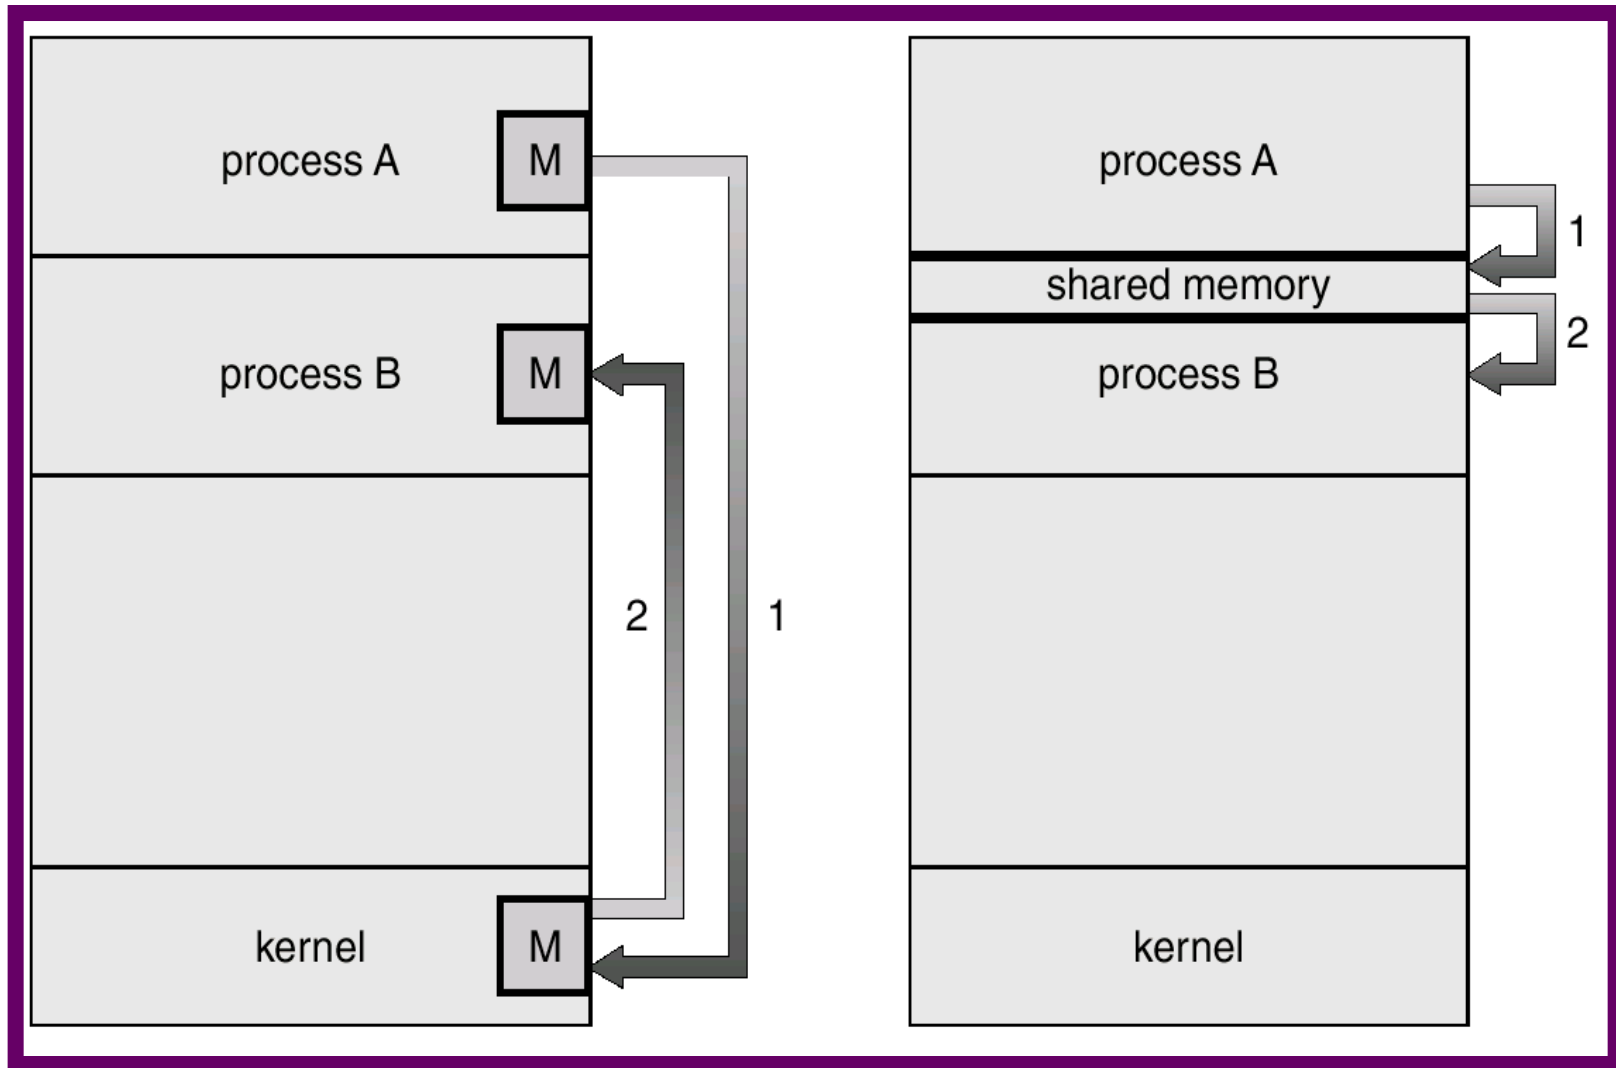 process A
M
process B
M
2
1
kernel
M
process A
1
shared memory
2
process B
kernel